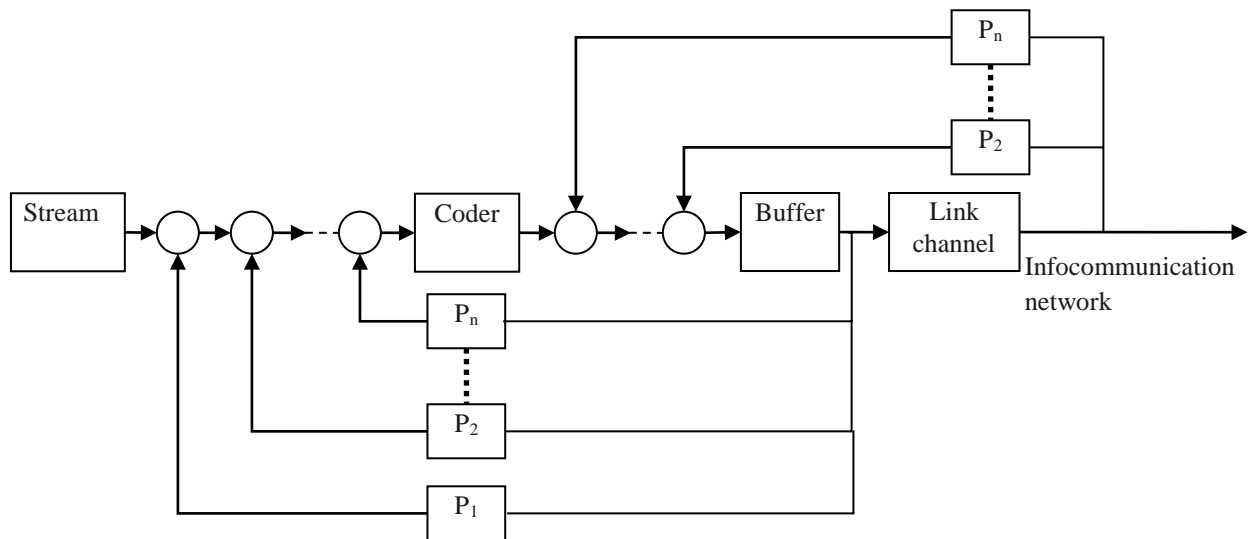 Pₙ
P₂
Stream
Coder
Buffer
Link
channel
Infocommunication
network
Pₙ
P₂
P₁